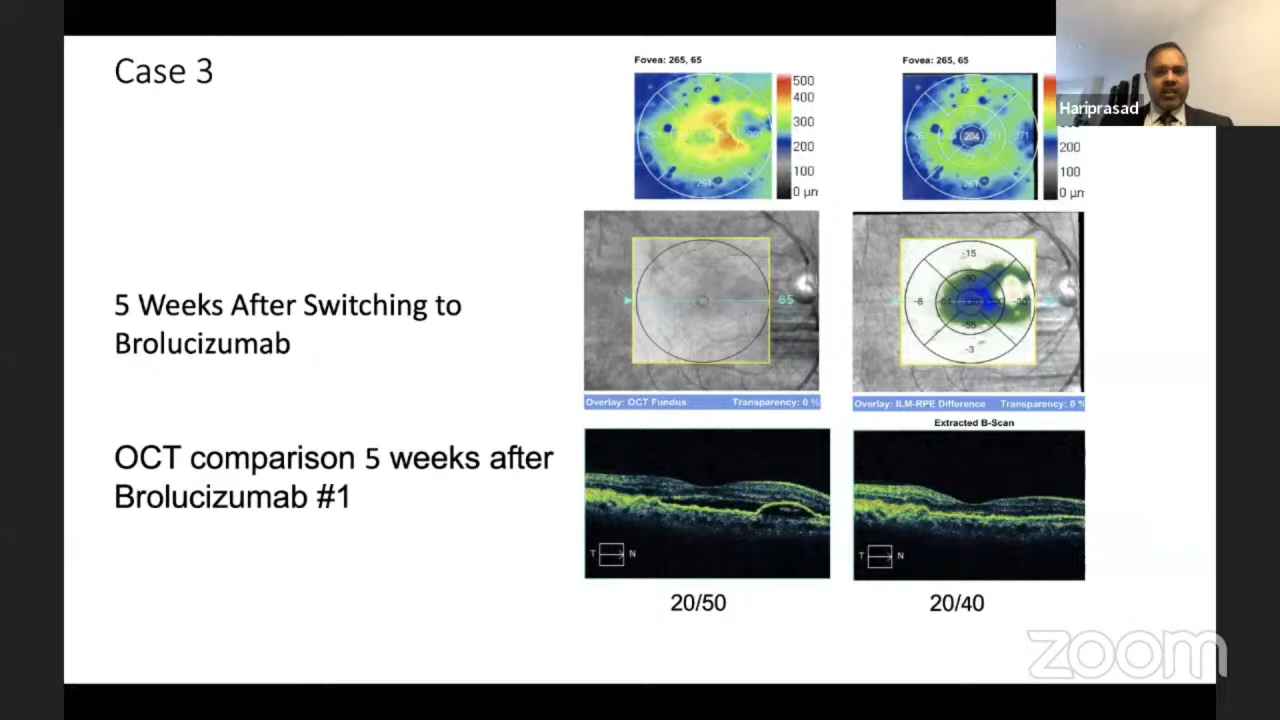 Case 3
Fovea: 265, 65
Fovea: 265, 65
500
400
300
200
100
0 µm
204
271
261
200
100
0 µm
Hariprasad
5 Weeks After Switching to
Brolucizumab
65
-15
-6
-30
-55
-3
Overlay: OCT Fundus Transparency: 0 %
Overlay: ILM-RPE Difference Transparency: 0 %
Extracted B-Scan
OCT comparison 5 weeks after
Brolucizumab #1
T N
T N
20/50
20/40
zoom